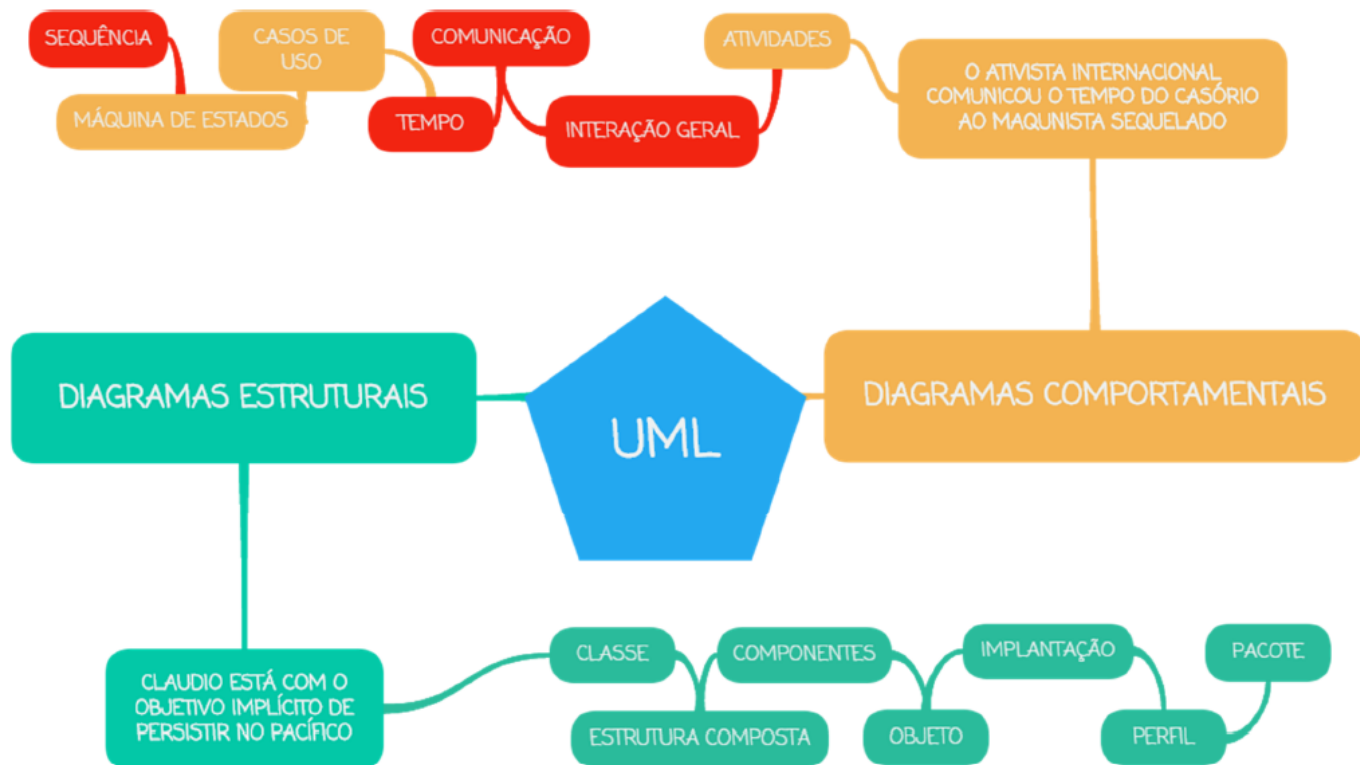 SEQUÊNCIA
CASOS DE
USO
COMUNICAÇÃO
ATIVIDADES
MÁQUINA DE ESTADOS
TEMPO
INTERAÇÃO GERAL
O ATIVISTA INTERNACIONAL
COMUNICOU O TEMPO DO CASÓRIO
AO MAQUNISTA SEQUELADO
DIAGRAMAS ESTRUTURAIS
UML
DIAGRAMAS COMPORTAMENTAIS
CLAUDIO ESTÁ COM O
OBJETIVO IMPLÍCITO DE
PERSISTIR NO PACÍFICO
CLASSE
COMPONENTES
IMPLANTAÇÃO
PACOTE
ESTRUTURA COMPOSTA
OBJETO
PERFIL